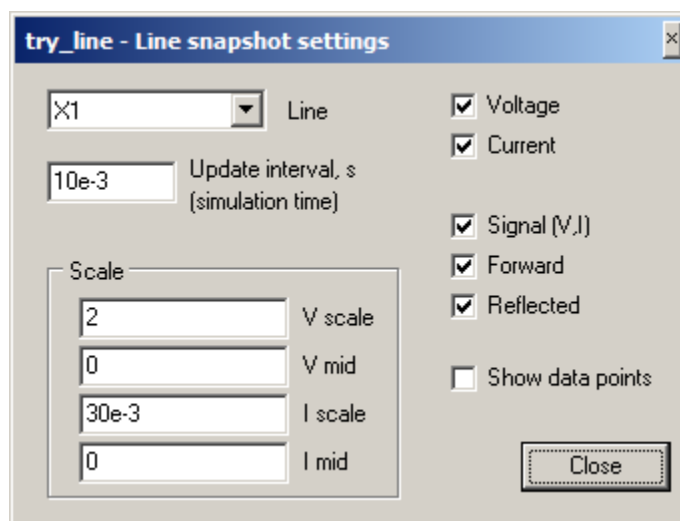 try_line - Line snapshot settings
X1 Line
10e-3 Update interval, s
(simulation time)
Scale
2 V scale
0 V mid
30e-3 I scale
0 I mid
Voltage
Current
Signal (V,I)
Forward
Reflected
Show data points
Close